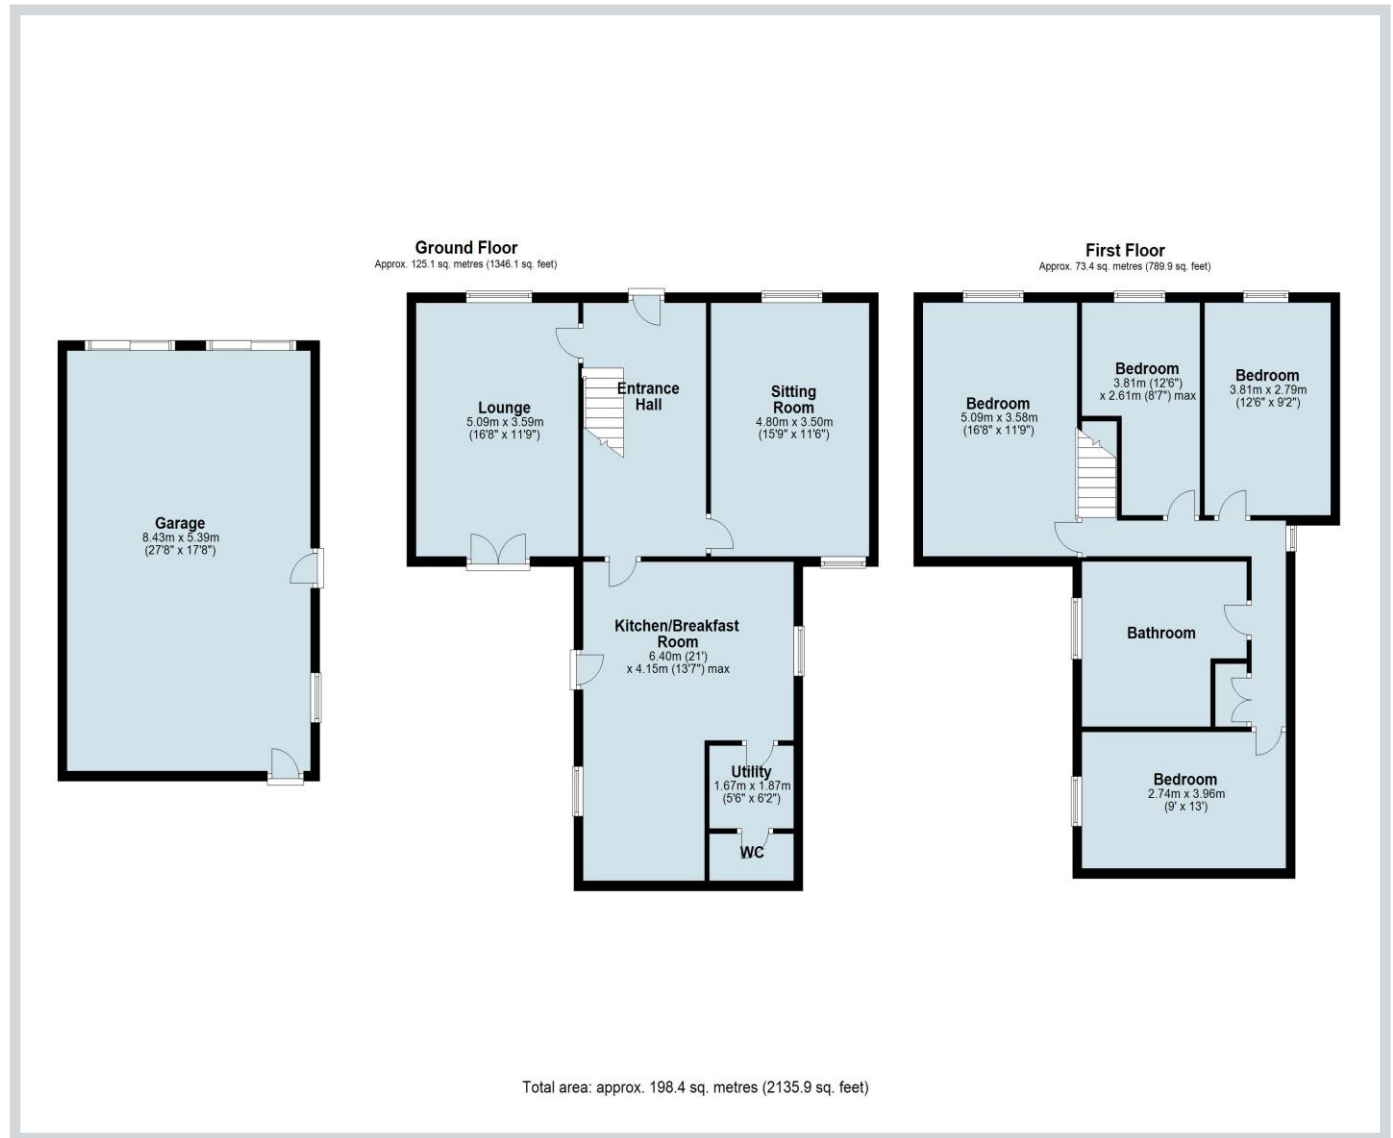 Ground Floor
Approx. 125.1 sq. metres (1346.1 sq. feet)
First Floor
Approx. 73.4 sq. metres (789.9 sq. feet)
Garage
8.43m x 5.39m
(27'8" x 17'8")
Lounge
5.09m x 3.59m
(16'8" x 11'9")
Entrance
Hall
Sitting
Room
4.80m x 3.50m
(15'9" x 11'6")
Kitchen/Breakfast
Room
6.40m (21')
x 4.15m (13'7") max
Utility
1.67m x 1.87m
(5'6" x 6'2")
WC
Bedroom
5.09m x 3.58m
(16'8" x 11'9")
Bedroom
3.81m (12'6")
x 2.61m (8'7") max
Bedroom
3.81m x 2.79m
(12'6" x 9'2")
Bathroom
Bedroom
2.74m x 3.96m
(9' x 13')
Total area: approx. 198.4 sq. metres (2135.9 sq. feet)